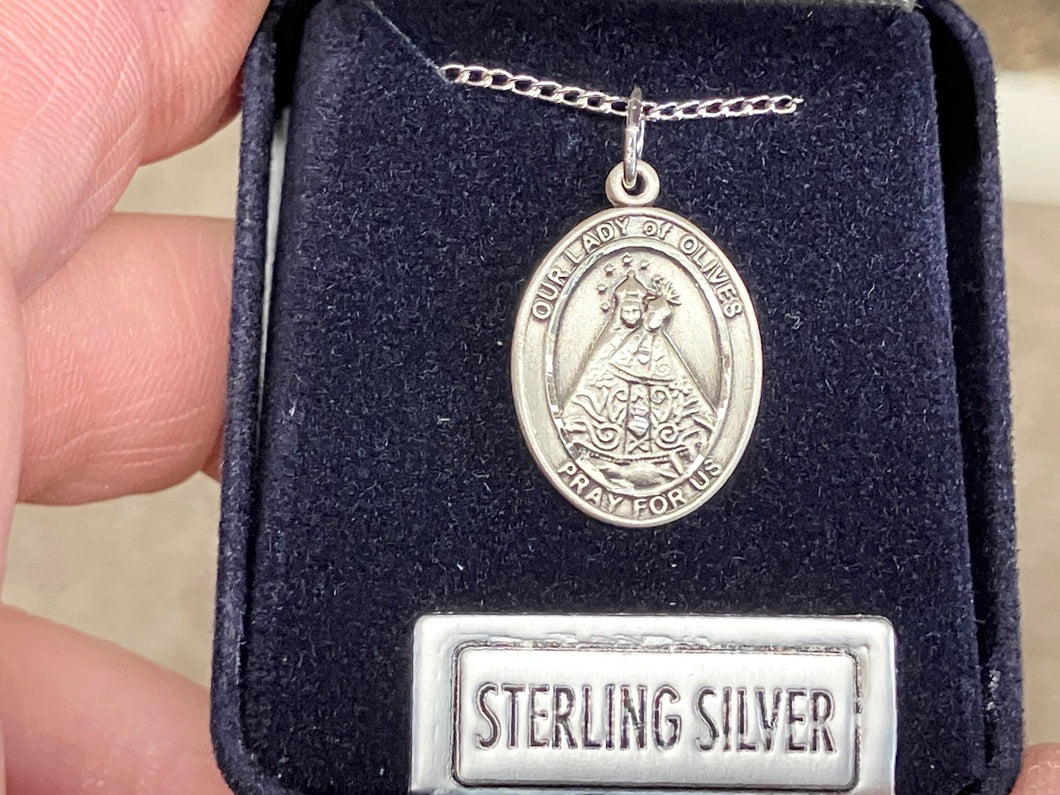 OUR LADY of OLIVES
PRAY FOR US
STERLING SILVER